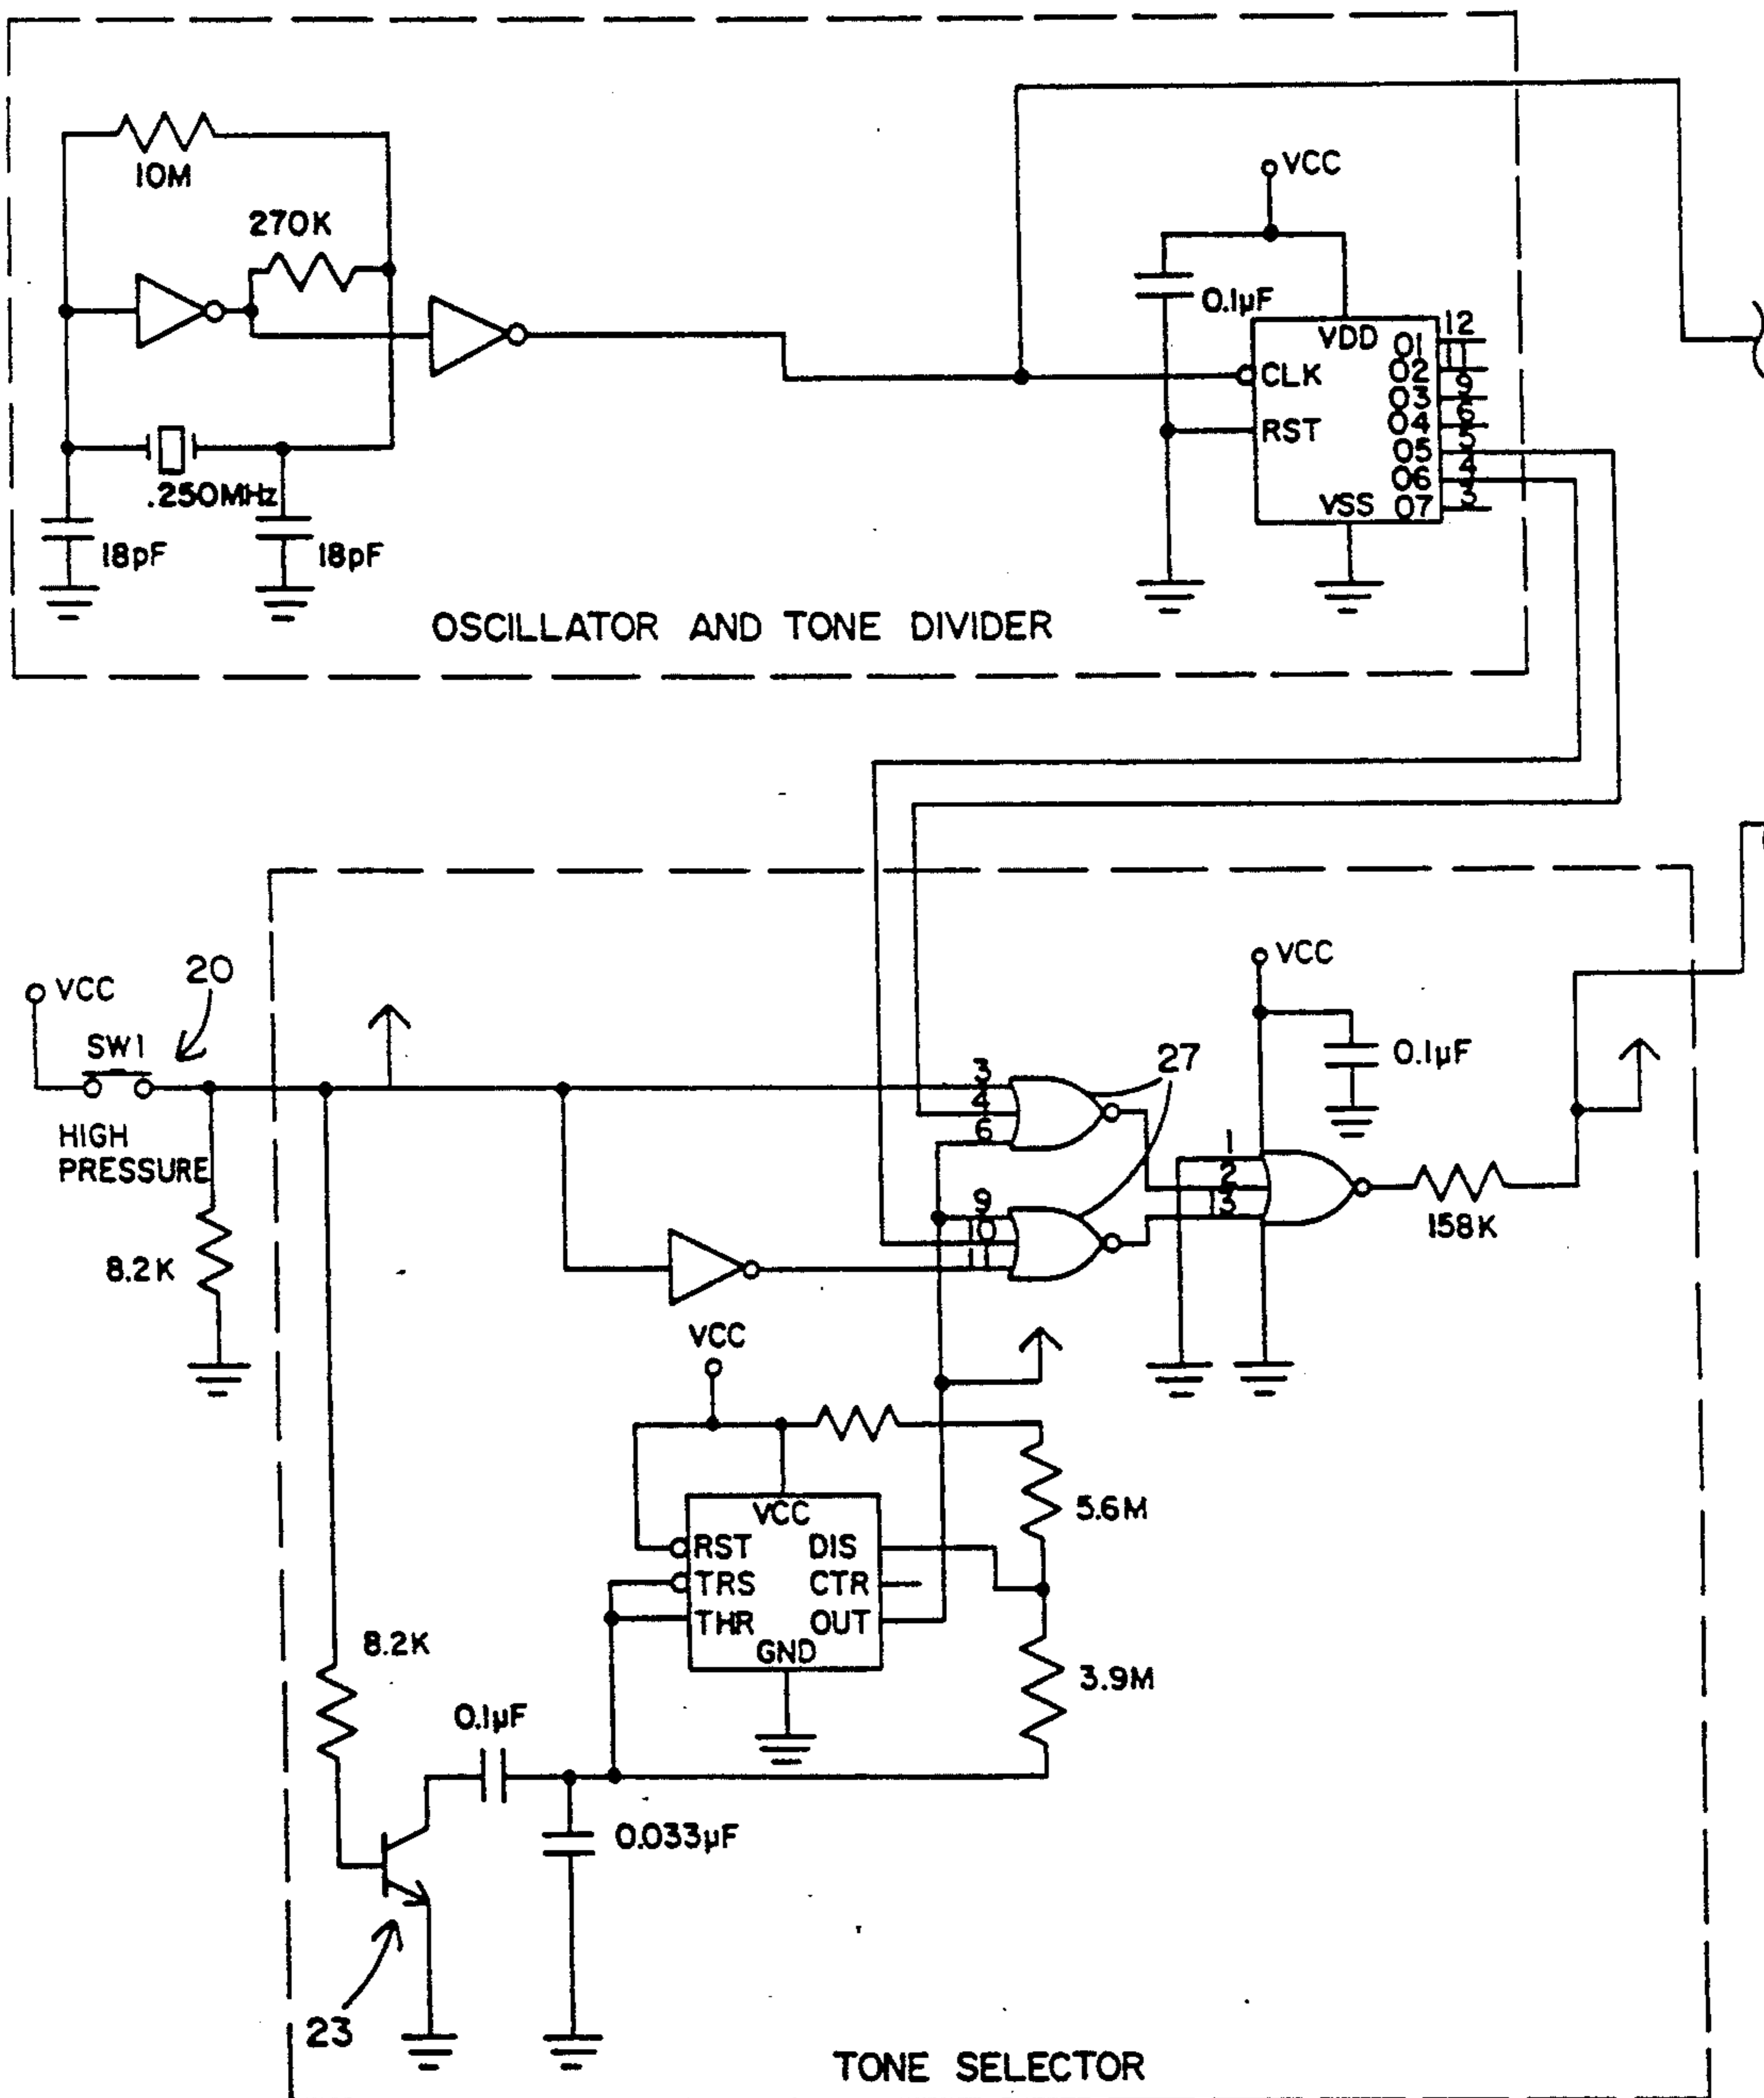 10M
270K
VCC
0.1µF
VDD
12
O1
11
CLK
O2
9
O3
6
RST
O4
5
O5
4
O6
3
VSS
O7
.250MHz
18pF
18pF
OSCILLATOR AND TONE DIVIDER
20
VCC
VCC
SW1
27
0.1µF
3
4
6
HIGH
PRESSURE
1
2
13
9
10
11
158K
8.2K
VCC
5.6M
VCC
RST
DIS
TRS
CTR
THR
OUT
GND
8.2K
3.9M
0.1µF
0.033µF
23
TONE SELECTOR